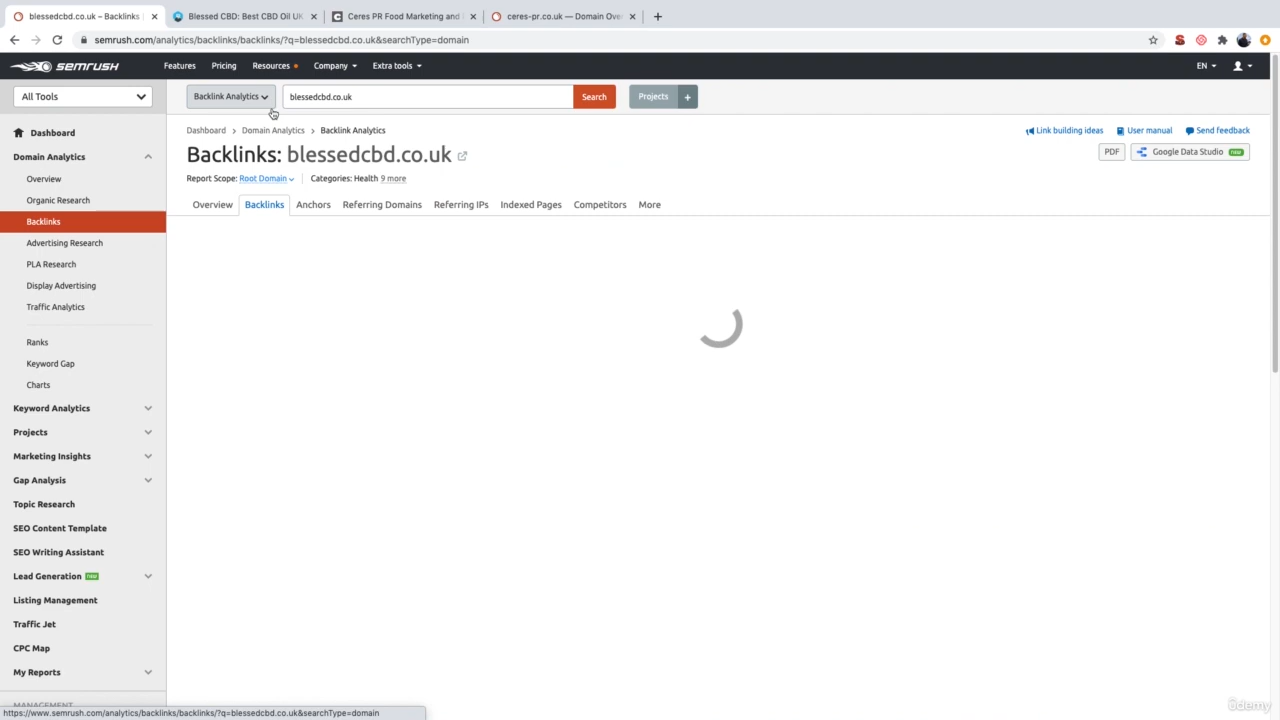 blessedcbd.co.uk – Backlinks
Blessed CBD: Best CBD Oil UK
Ceres PR Food Marketing and
ceres-pr.co.uk — Domain Ove
semrush.com/analytics/backlinks/backlinks/?q=blessedcbd.co.uk&searchType=domain
SEMRUSH
Features
Pricing
Resources
Company
Extra tools
EN
All Tools
Backlink Analytics
blessedcbd.co.uk
Search
Projects
+
Dashboard
Domain Analytics
Overview
Organic Research
Backlinks
Advertising Research
PLA Research
Display Advertising
Traffic Analytics
Ranks
Keyword Gap
Charts
Keyword Analytics
Projects
Marketing Insights
Gap Analysis
Topic Research
SEO Content Template
SEO Writing Assistant
Lead Generation new
Listing Management
Traffic Jet
CPC Map
My Reports
MANAGEMENT
Dashboard > Domain Analytics > Backlink Analytics
Link building ideas
User manual
Send feedback
Backlinks: blessedcbd.co.uk
PDF
Google Data Studio new
Report Scope: Root Domain
Categories: Health 9 more
Overview
Backlinks
Anchors
Referring Domains
Referring IPs
Indexed Pages
Competitors
More
https://www.semrush.com/analytics/backlinks/backlinks/?q=blessedcbd.co.uk&searchType=domain
ûdemy